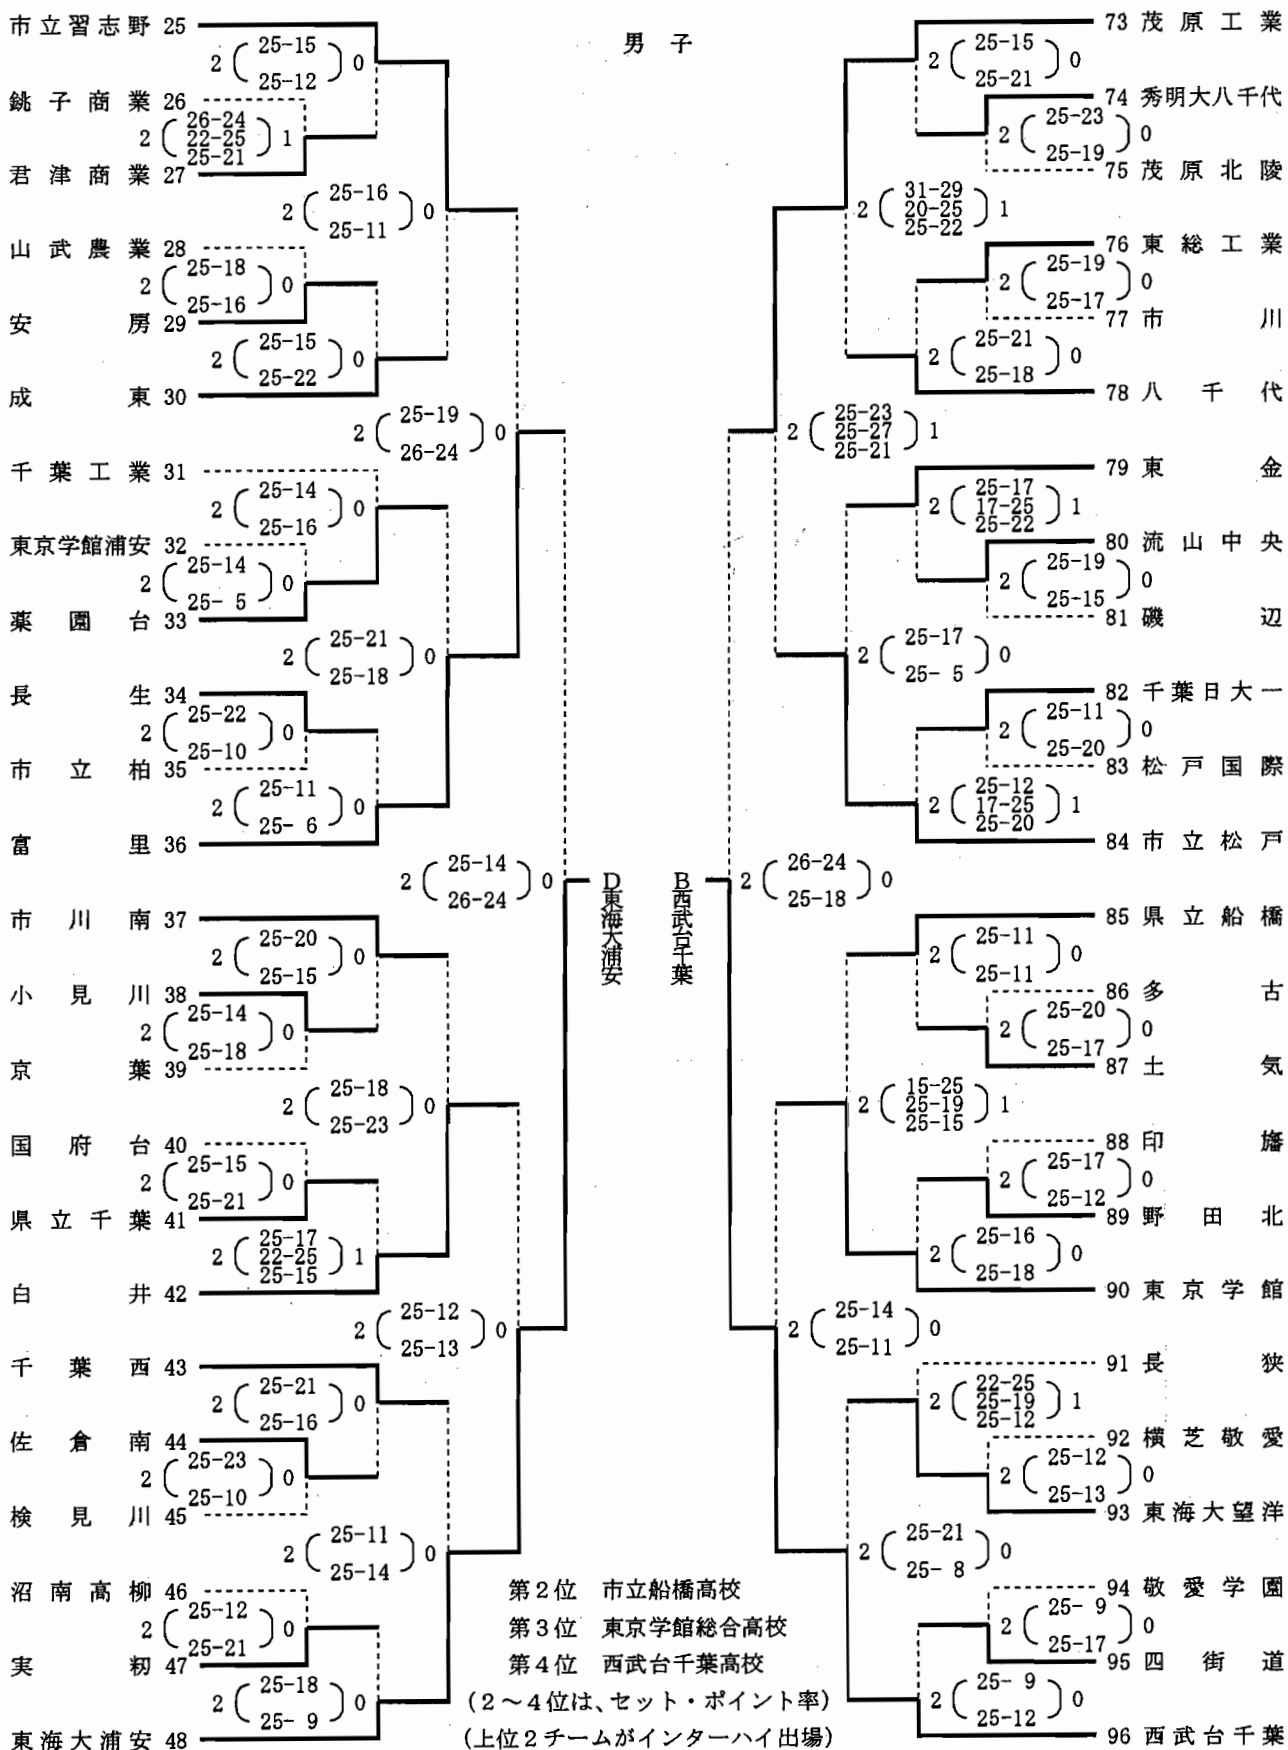 男子
市立習志野 25
2 (25-15 25-12) 0
銚子商業 26
2 (26-24 22-25 25-21) 1
君津商業 27
2 (25-16 25-11) 0
山武農業 28
2 (25-18 25-16) 0
安房 29
2 (25-15 25-22) 0
成東 30
2 (25-19 26-24) 0
千葉工業 31
2 (25-14 25-16) 0
東京学館浦安 32
2 (25-14 25- 5) 0
薬園台 33
2 (25-21 25-18) 0
長生 34
2 (25-22 25-10) 0
市立柏 35
2 (25-11 25- 6) 0
富里 36
2 (25-14 26-24) 0
市川南 37
2 (25-20 25-15) 0
小見川 38
2 (25-14 25-18) 0
京葉 39
2 (25-18 25-23) 0
国府台 40
2 (25-15 25-21) 0
県立千葉 41
2 (25-17 22-25 25-15) 1
白井 42
2 (25-12 25-13) 0
千葉西 43
2 (25-21 25-16) 0
佐倉南 44
2 (25-23 25-10) 0
検見川 45
2 (25-11 25-14) 0
沼南高柳 46
2 (25-12 25-21) 0
実籾 47
2 (25-18 25- 9) 0
東海大浦安 48
D東海大浦安
B西武台千葉
73 茂原工業
2 (25-15 25-21) 0
74 秀明大八千代
2 (25-23 25-19) 0
75 茂原北陵
2 (31-29 20-25 25-22) 1
76 東総工業
2 (25-19 25-17) 0
77 市川
2 (25-21 25-18) 0
78 八千代
2 (25-23 25-27 25-21) 1
79 東金
2 (25-17 17-25 25-22) 1
80 流山中央
2 (25-19 25-15) 0
81 磯辺
2 (25-17 25- 5) 0
82 千葉日大一
2 (25-11 25-20) 0
83 松戸国際
2 (25-12 17-25 25-20) 1
84 市立松戸
2 (26-24 25-18) 0
85 県立船橋
2 (25-11 25-11) 0
86 多古
2 (25-20 25-17) 0
87 土気
2 (15-25 25-19 25-15) 1
88 印旛
2 (25-17 25-12) 0
89 野田北
2 (25-16 25-18) 0
90 東京学館
2 (25-14 25-11) 0
91 長狭
2 (22-25 25-19 25-12) 1
92 横芝敬愛
2 (25-12 25-13) 0
93 東海大望洋
2 (25-21 25- 8) 0
94 敬愛学園
2 (25- 9 25-17) 0
95 四街道
2 (25- 9 25-12) 0
96 西武台千葉
第2位 市立船橋高校
第3位 東京学館総合高校
第4位 西武台千葉高校
(2～4位は、セット・ポイント率)
(上位2チームがインターハイ出場)